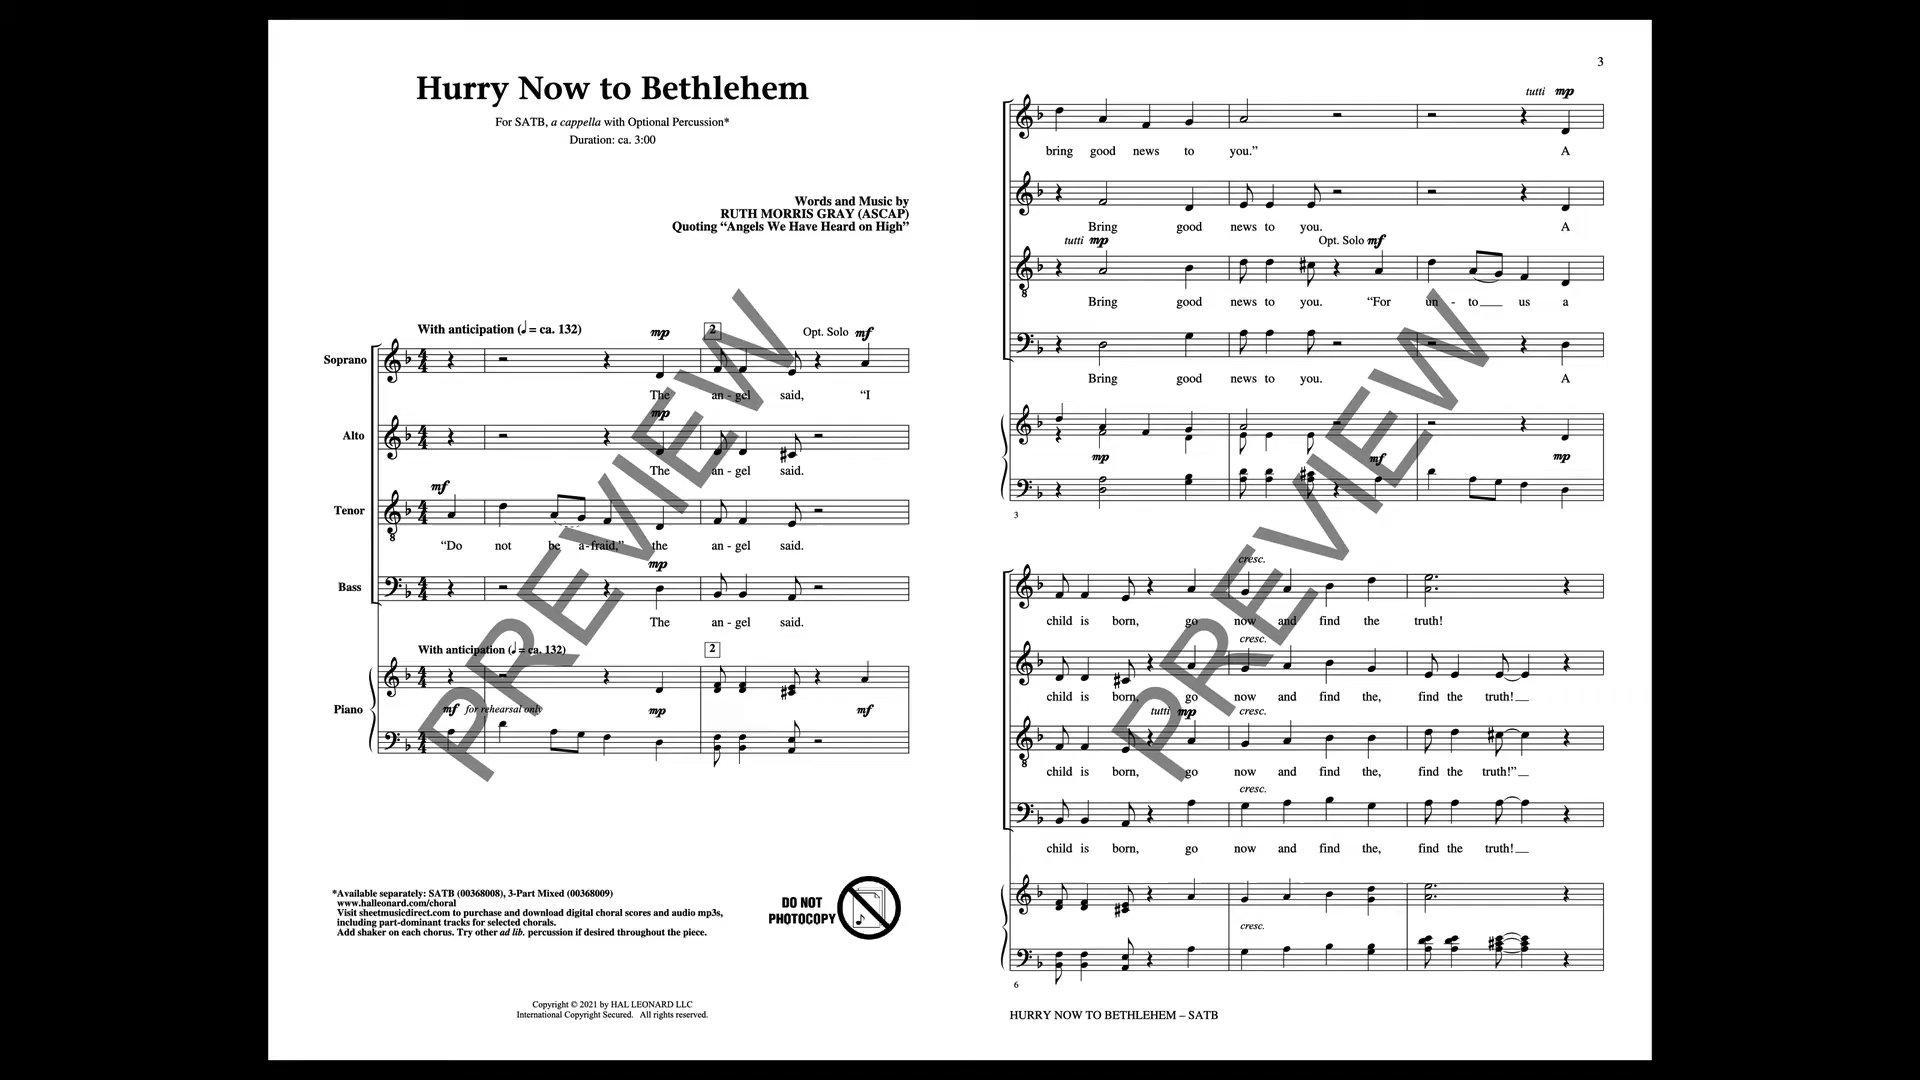 Hurry Now to Bethlehem
For SATB, a cappella with Optional Percussion*
Duration: ca. 3:00
Words and Music by
RUTH MORRIS GRAY (ASCAP)
Quoting “Angels We Have Heard on High”
With anticipation (♩ = ca. 132)
mp
2
Opt. Solo mf
Soprano
The an - gel said, “I
mp
Alto
The an - gel said.
mf
Tenor
8
“Do not be a-fraid,” the an - gel said.
mp
Bass
The an - gel said.
With anticipation (♩ = ca. 132)
2
Piano
mf for rehearsal only mp mf
*Available separately: SATB (00368008), 3-Part Mixed (00368009)
www.halleonard.com/choral
Visit sheetmusicdirect.com to purchase and download digital choral scores and audio mp3s,
including part-dominant tracks for selected chorals.
Add shaker on each chorus. Try other ad lib. percussion if desired throughout the piece.
DO NOT
PHOTOCOPY
Copyright © 2021 by HAL LEONARD LLC
International Copyright Secured. All rights reserved.
PREVIEW
3
tutti mp
bring good news to you.” A
Bring good news to you. A
tutti mp Opt. Solo mf
8
Bring good news to you. “For un - to us a
Bring good news to you. A
mp mf mp
3
cresc.
child is born, go now and find the truth!
cresc.
child is born, go now and find the, find the truth!
tutti mp cresc.
8
child is born, go now and find the, find the truth!”
cresc.
child is born, go now and find the, find the truth!
cresc.
6
HURRY NOW TO BETHLEHEM – SATB
PREVIEW